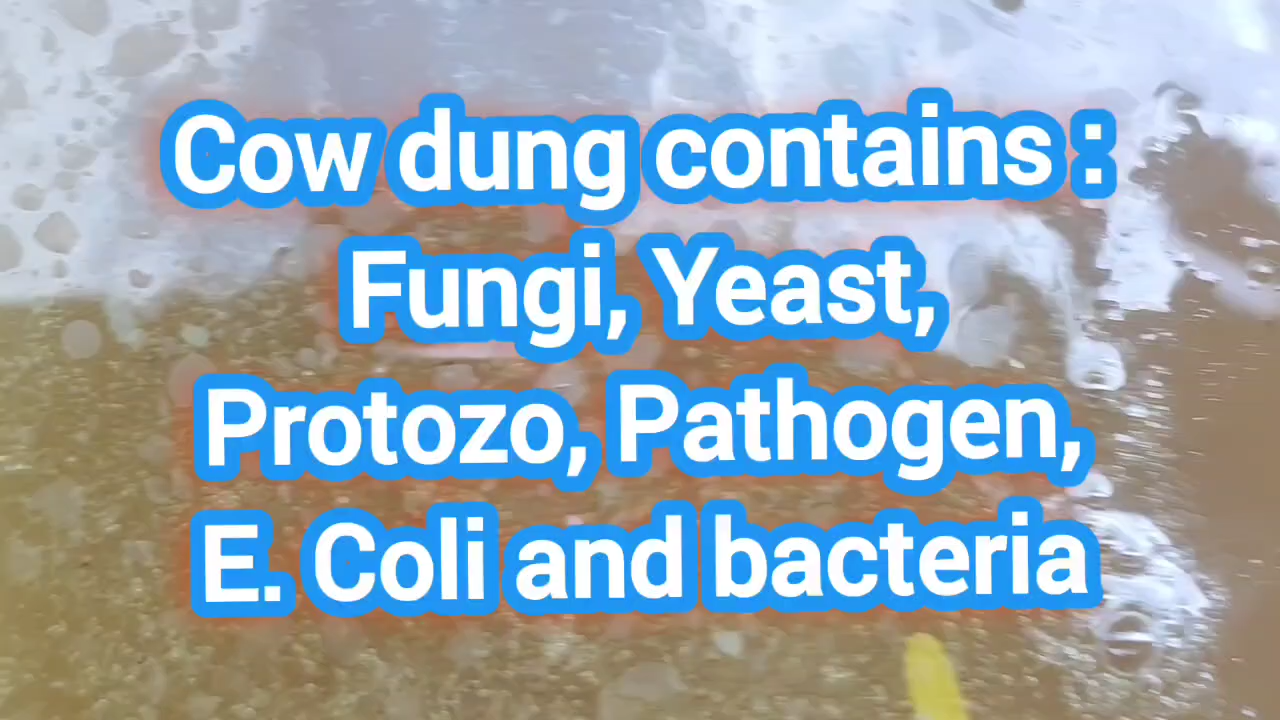 Cow dung contains :
Fungi, Yeast,
Protozo, Pathogen,
E. Coli and bacteria